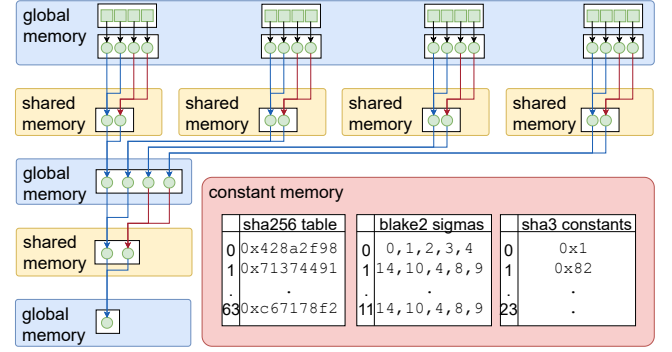 global
memory
shared
memory
shared
memory
shared
memory
shared
memory
global
memory
shared
memory
global
memory
constant memory
sha256 table
0 0x428a2f98
1 0x71374491
. .
63 0xc67178f2
blake2 sigmas
0 0,1,2,3,4
1 14,10,4,8,9
. .
11 14,10,4,8,9
sha3 constants
0 0x1
1 0x82
. .
23 .